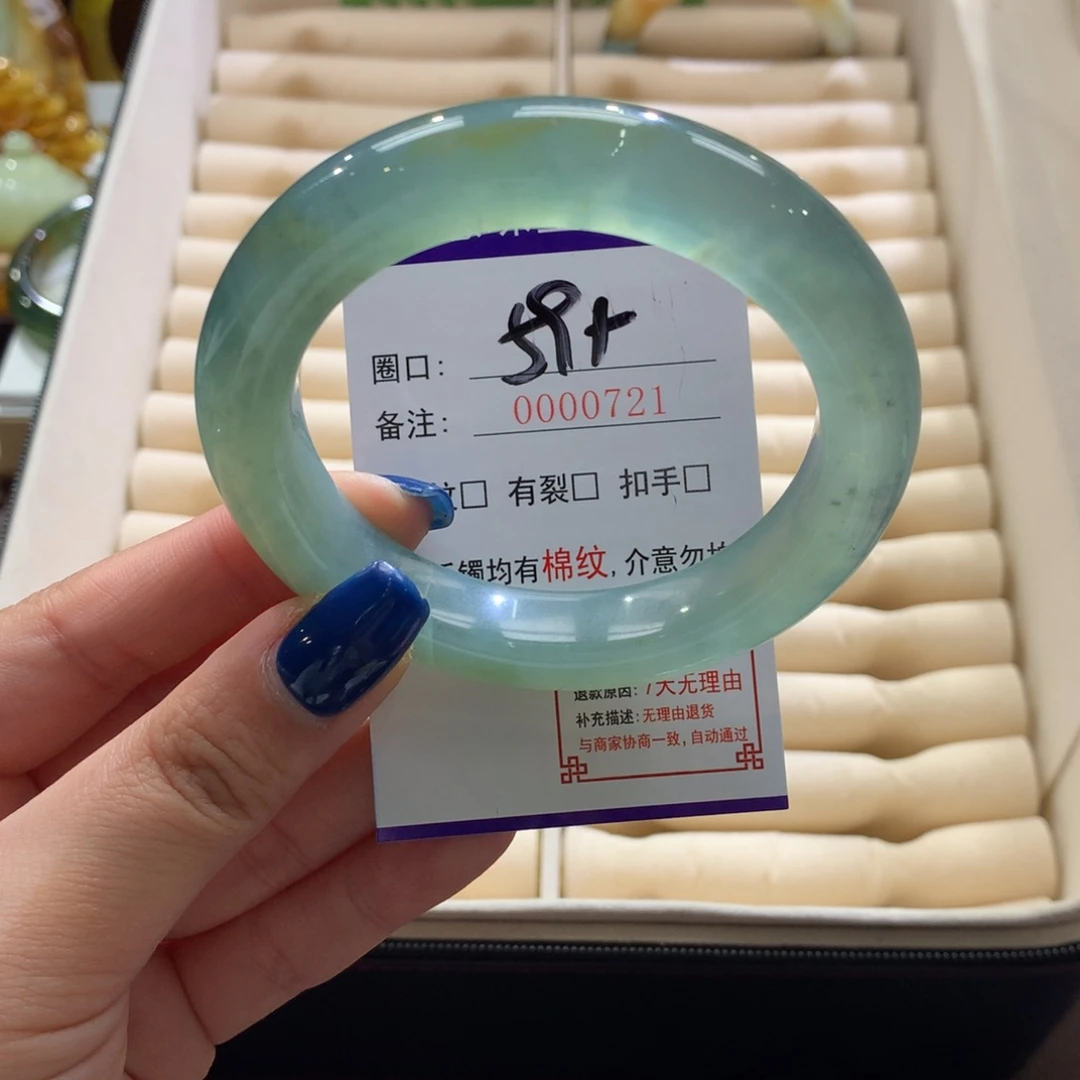 圈口: 59+
备注: 0000721
纹□ 有裂□ 扣手□
手镯均有棉纹, 介意勿拍
退款原因: 7天无理由
补充描述: 无理由退货
与商家协商一致, 自动通过